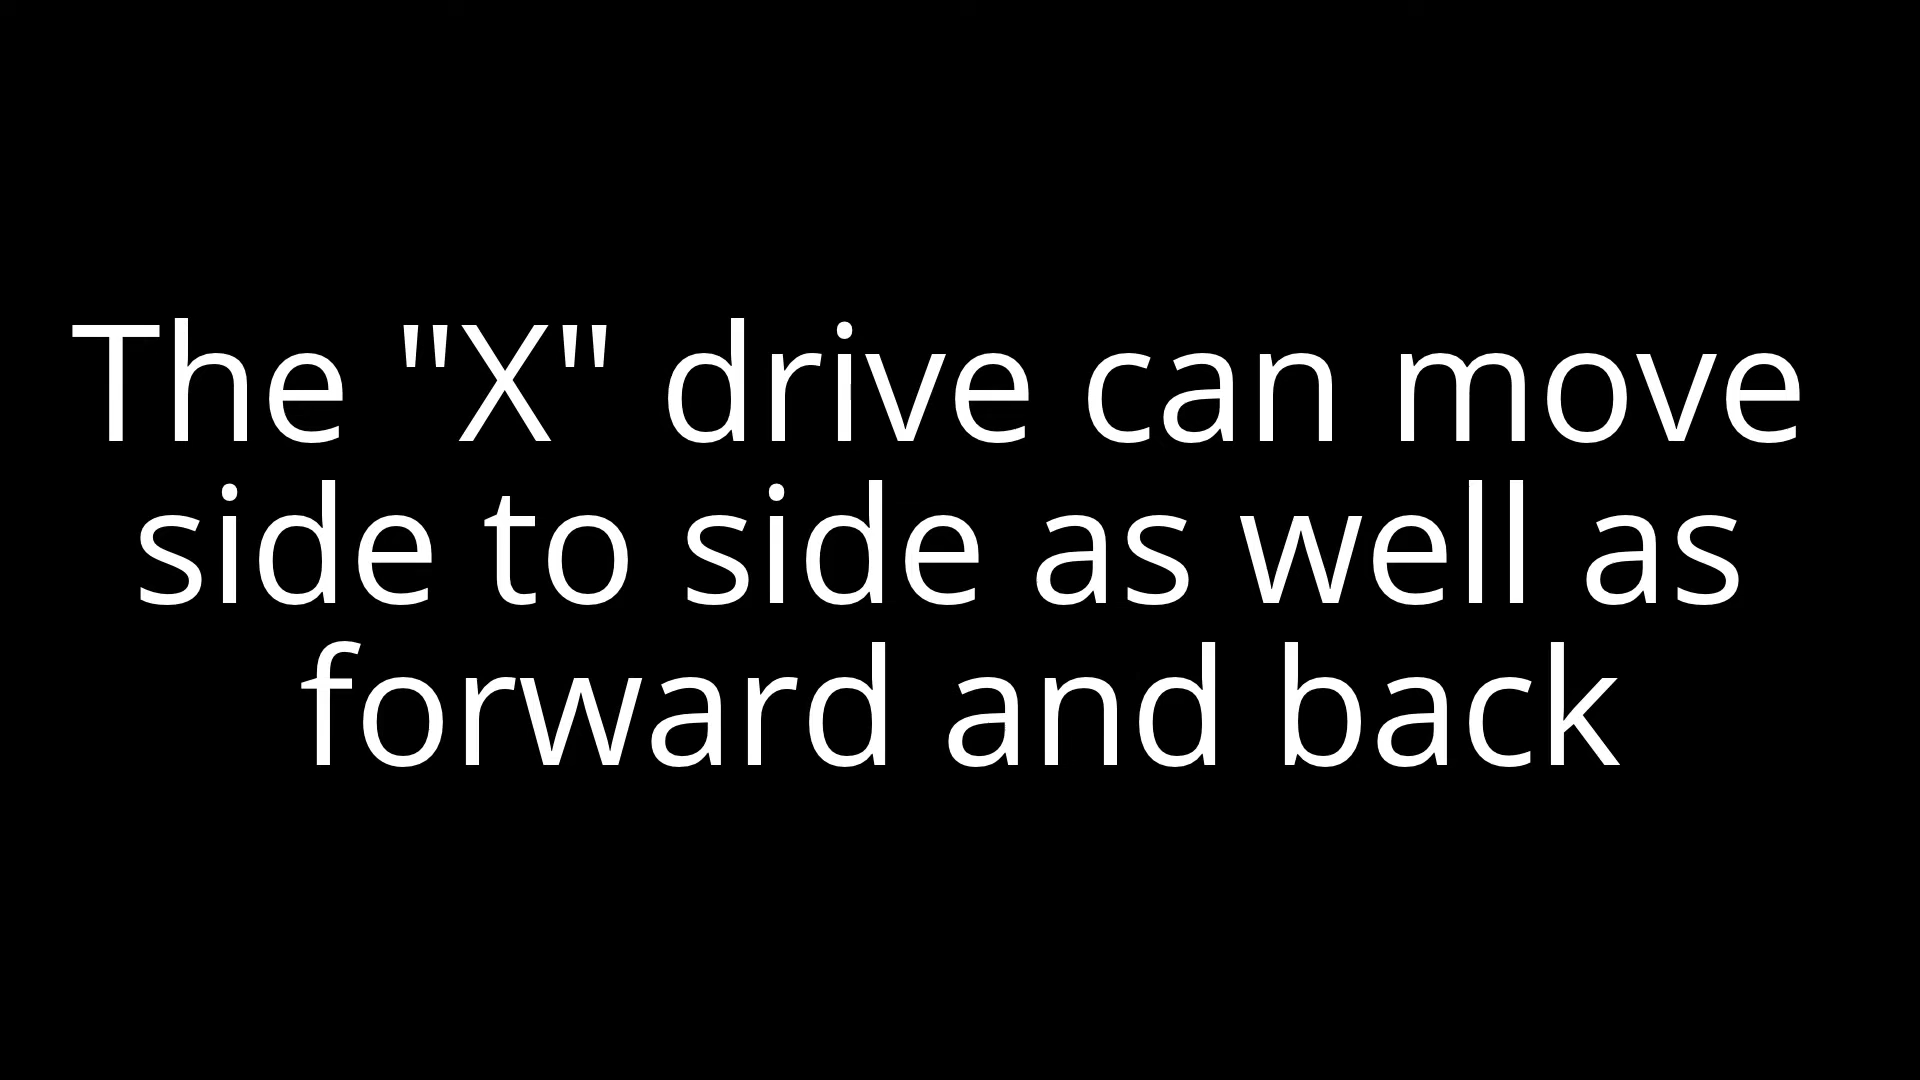 The "X" drive can move
side to side as well as
forward and back